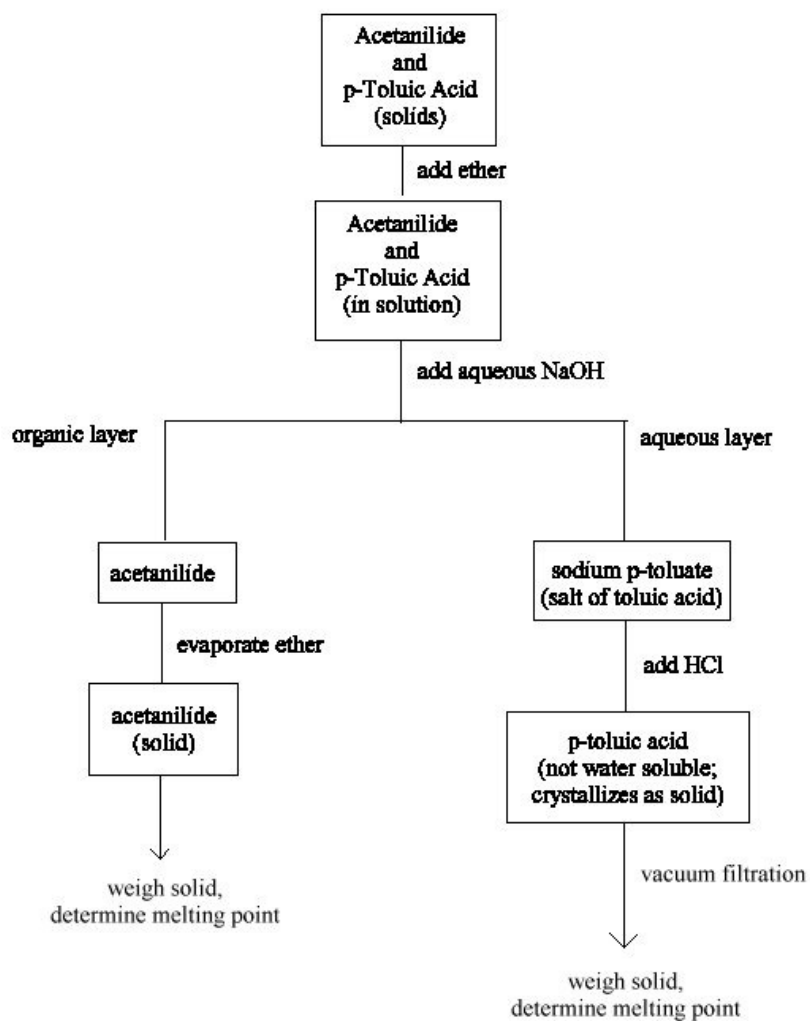 Acetanilide
and
p-Toluic Acid
(solids)
add ether
Acetanilide
and
p-Toluic Acid
(in solution)
add aqueous NaOH
organic layer
aqueous layer
acetanilide
sodium p-toluate
(salt of toluic acid)
evaporate ether
add HCl
acetanilide
(solid)
p-toluic acid
(not water soluble;
crystallizes as solid)
weigh solid,
determine melting point
vacuum filtration
weigh solid,
determine melting point